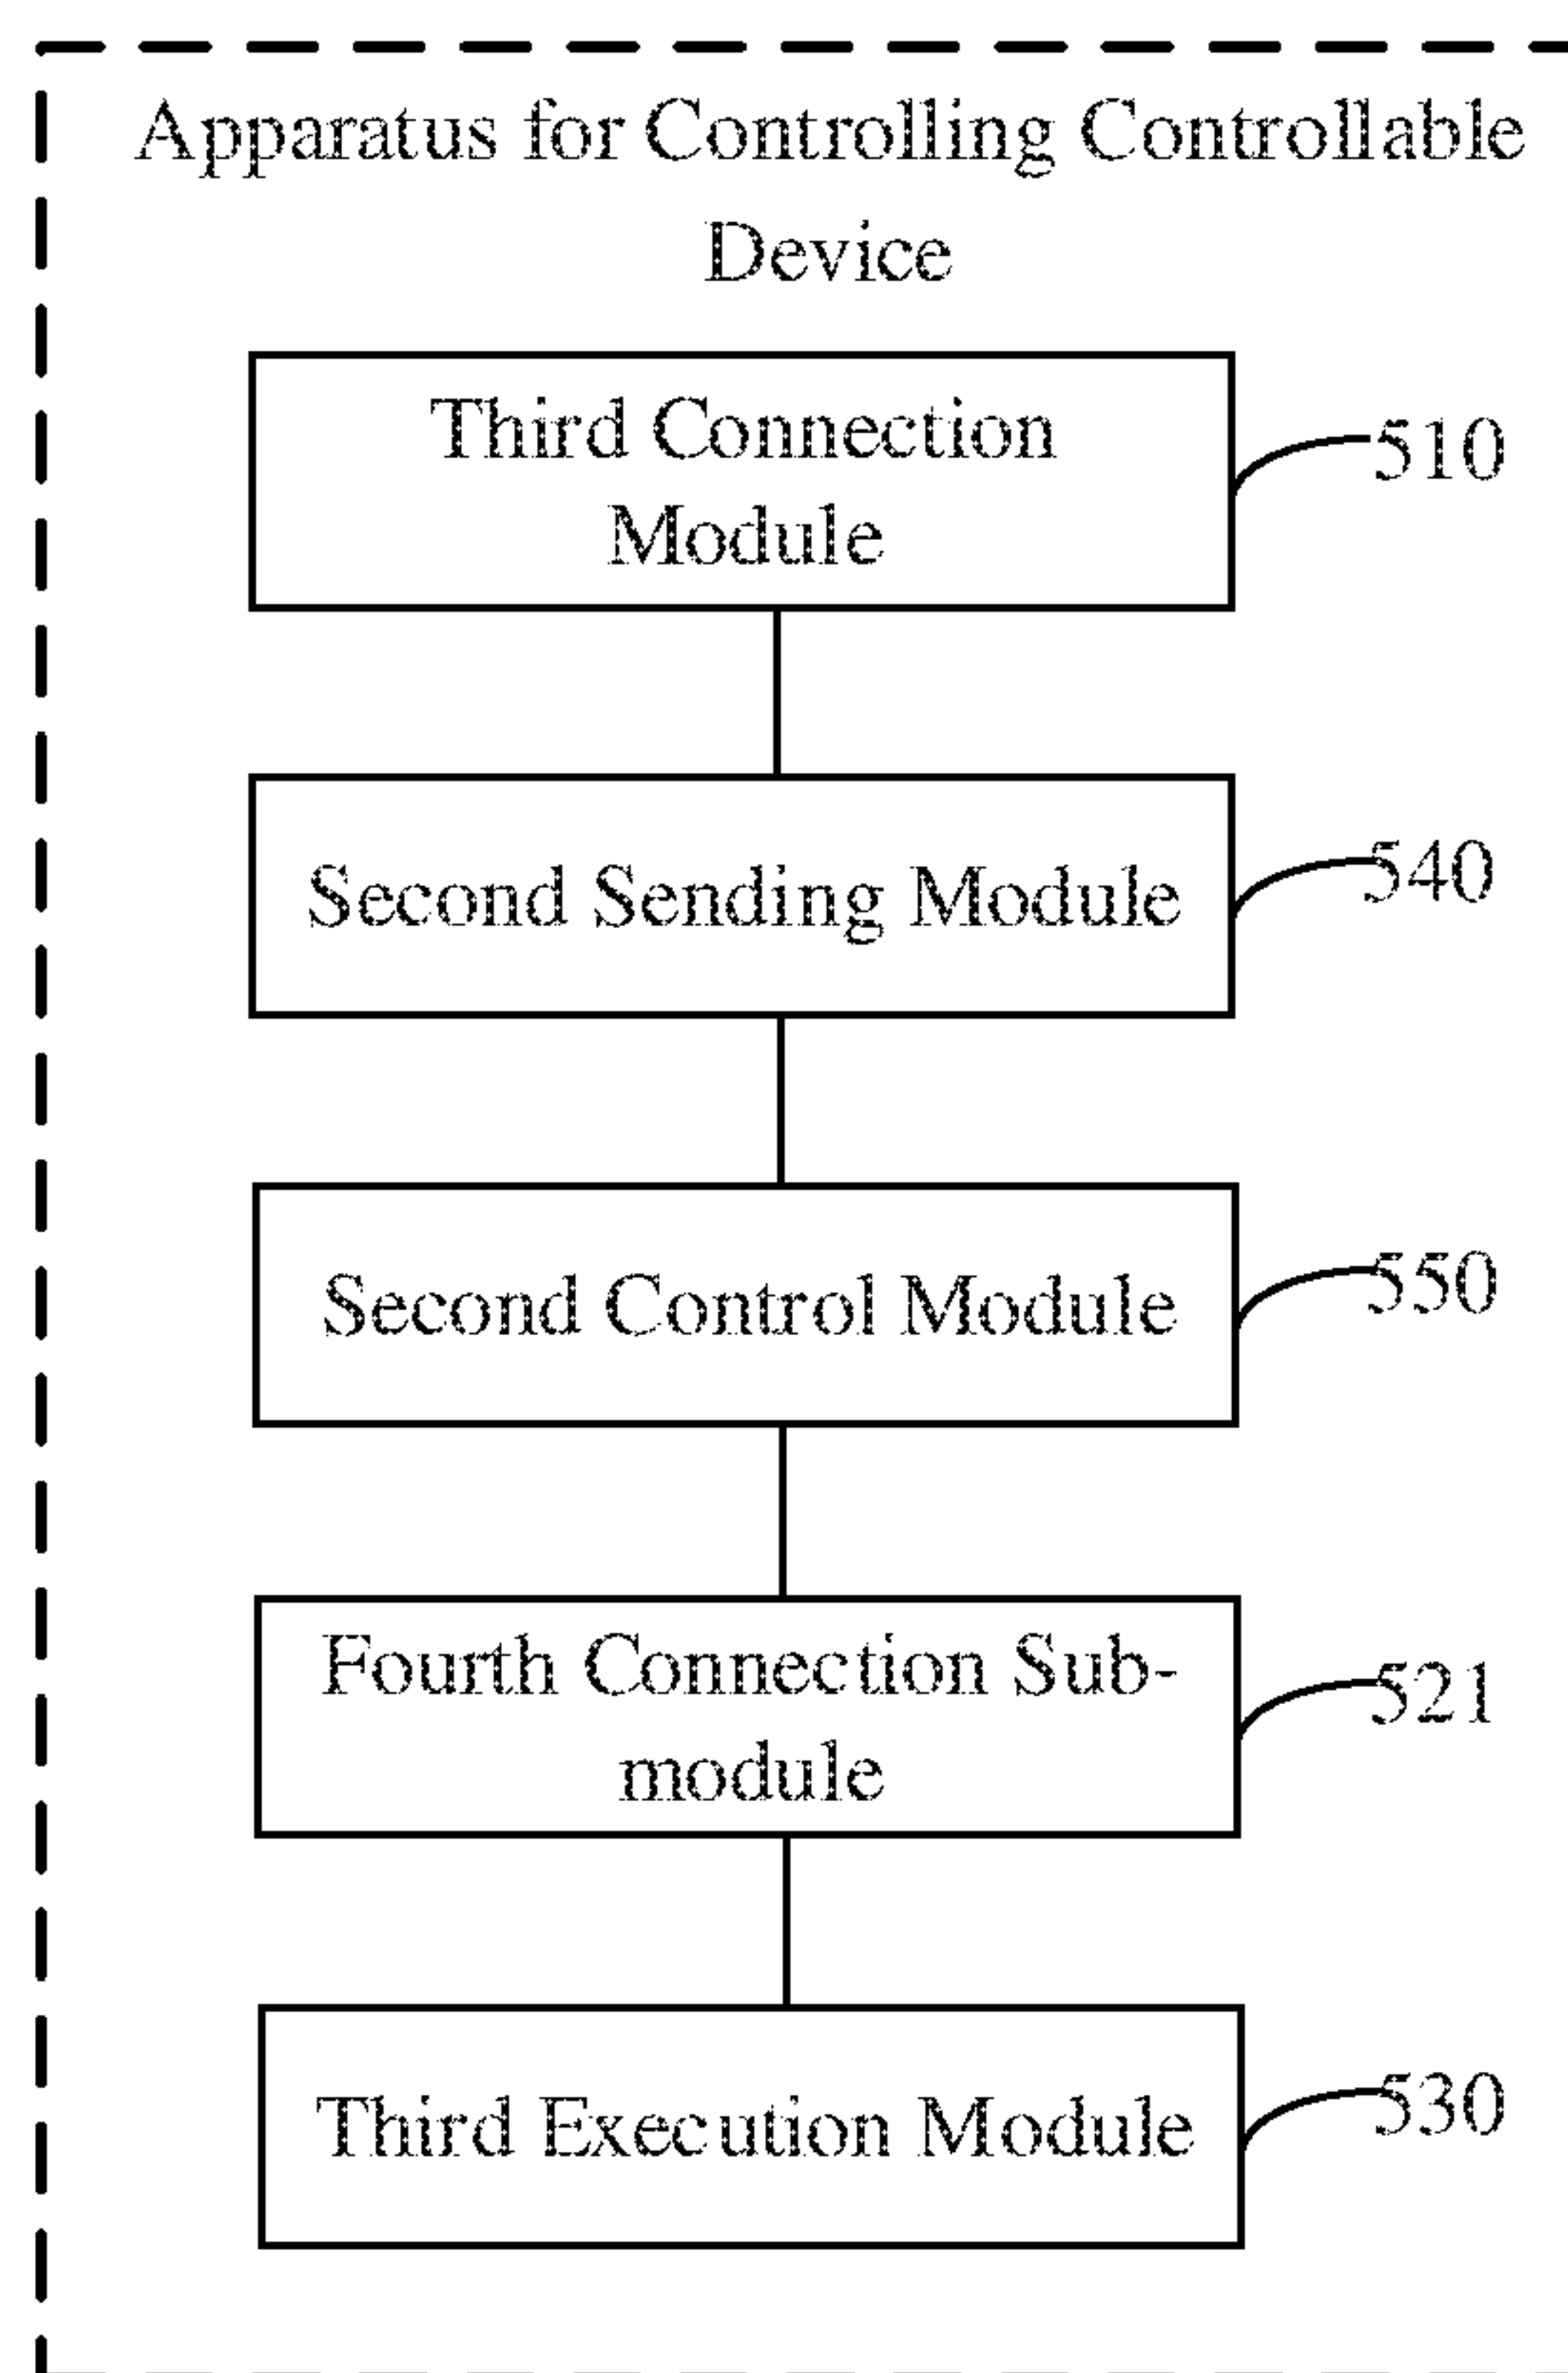 Apparatus for Controlling Controllable
Device
Third Connection
Module
510
Second Sending Module
540
Second Control Module
550
Fourth Connection Sub-
module
521
Third Execution Module
530